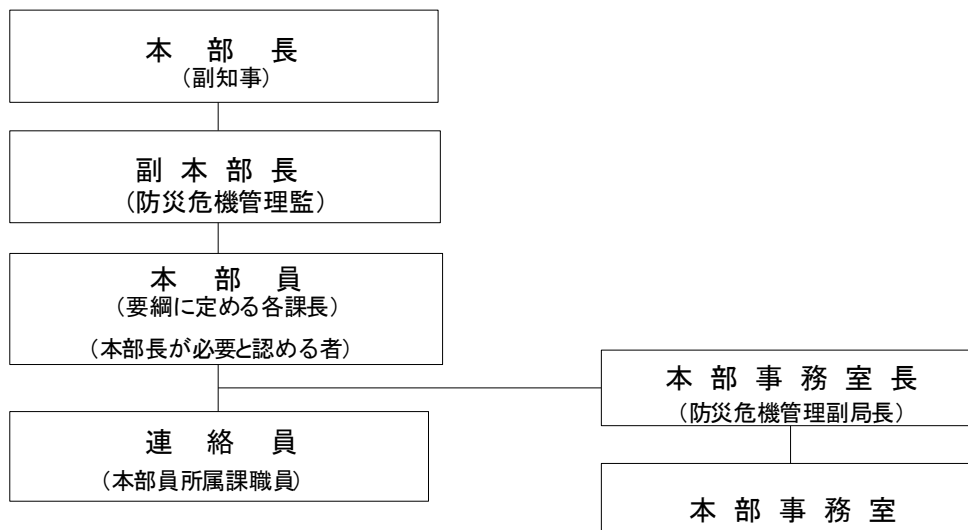 本 部 長
（副知事）
副 本 部 長
（防災危機管理監）
本 部 員
（要綱に定める各課長）
（本部長が必要と認める者）
本 部 事 務 室 長
（防災危機管理副局長）
連 絡 員
（本部員所属課職員）
本 部 事 務 室